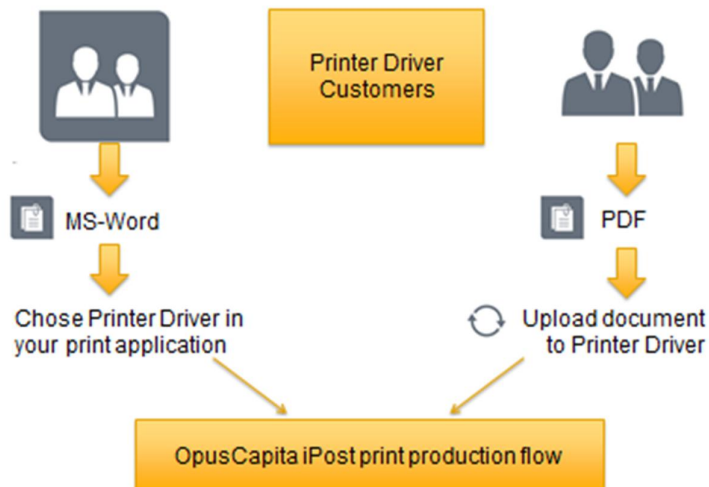 Printer Driver
Customers
MS-Word
PDF
Chose Printer Driver in
your print application
Upload document
to Printer Driver
OpusCapita iPost print production flow